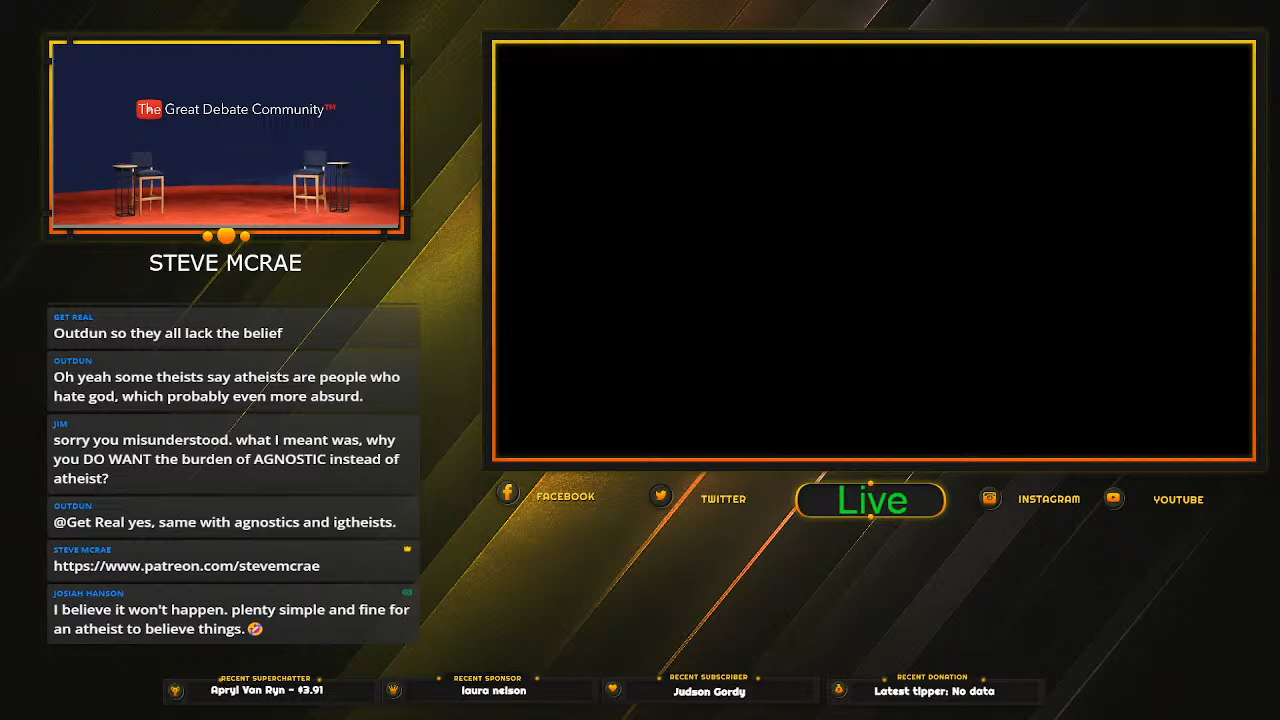 The Great Debate Community™
STEVE MCRAE
GET REAL
Outdun so they all lack the belief
OUTDUN
Oh yeah some theists say atheists are people who
hate god, which probably even more absurd.
JIM
sorry you misunderstood. what I meant was, why
you DO WANT the burden of AGNOSTIC instead of
atheist?
OUTDUN
@Get Real yes, same with agnostics and igtheists.
STEVE MCRAE
https://www.patreon.com/stevemcrae
JOSIAH HANSON
I believe it won't happen. plenty simple and fine for
an atheist to believe things. 🤣
FACEBOOK
TWITTER
Live
INSTAGRAM
YOUTUBE
RECENT SUPERCHATTER
Apryl Van Ryn - $3.91
RECENT SPONSOR
laura nelson
RECENT SUBSCRIBER
Judson Gordy
RECENT DONATION
Latest tipper: No data